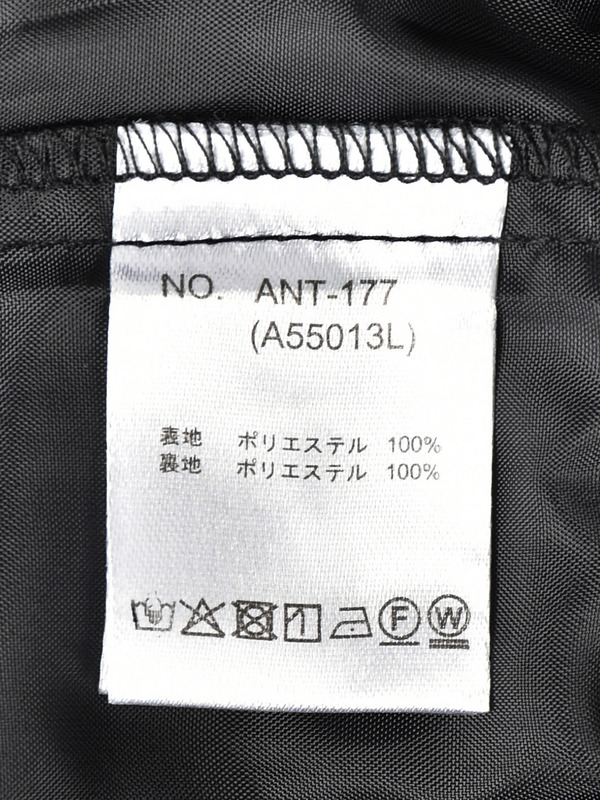 NO. ANT-177
(A55013L)
表地 ポリエステル 100%
裏地 ポリエステル 100%
F W